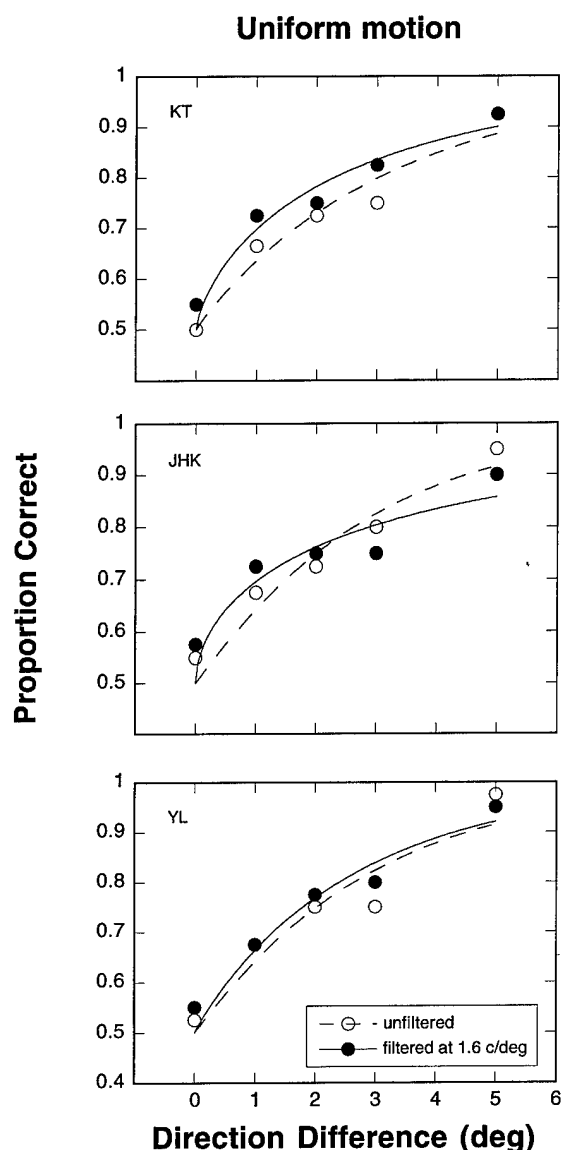 Uniform motion
Proportion Correct
KT
1
0.9
0.8
0.7
0.6
0.5
JHK
1
0.9
0.8
0.7
0.6
0.5
YL
1
0.9
0.8
0.7
0.6
0.5
0.4
unfiltered
filtered at 1.6 c/deg
0 1 2 3 4 5 6
Direction Difference (deg)